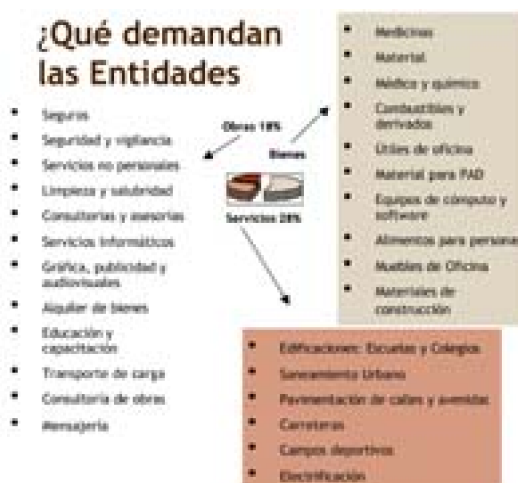 ¿Qué demandan
las Entidades
• Seguros
• Seguridad y vigilancia
• Servicios no personales
• Limpieza y salubridad
• Consultorias y asesorias
• Servicios informáticos
• Gráfica, publicidad y
audiovisuales
• Alquiler de bienes
• Educación y
capacitación
• Transporte de carga
• Consultoría de obras
• Mensajería
Obras 18%
Bienes
Servicios 28%
• Medicinas
• Material
• Médico y químico
• Combustibles y
derivados
• Utiles de oficina
• Material para PAD
• Equipos de cómputo y
software
• Alimentos para personas
• Muebles de Oficina
• Materiales de
construcción
• Edificaciones: Escuelas y Colegios
• Saneamiento Urbano
• Pavimentación de calles y avenidas
• Carreteras
• Campos deportivos
• Electrificación